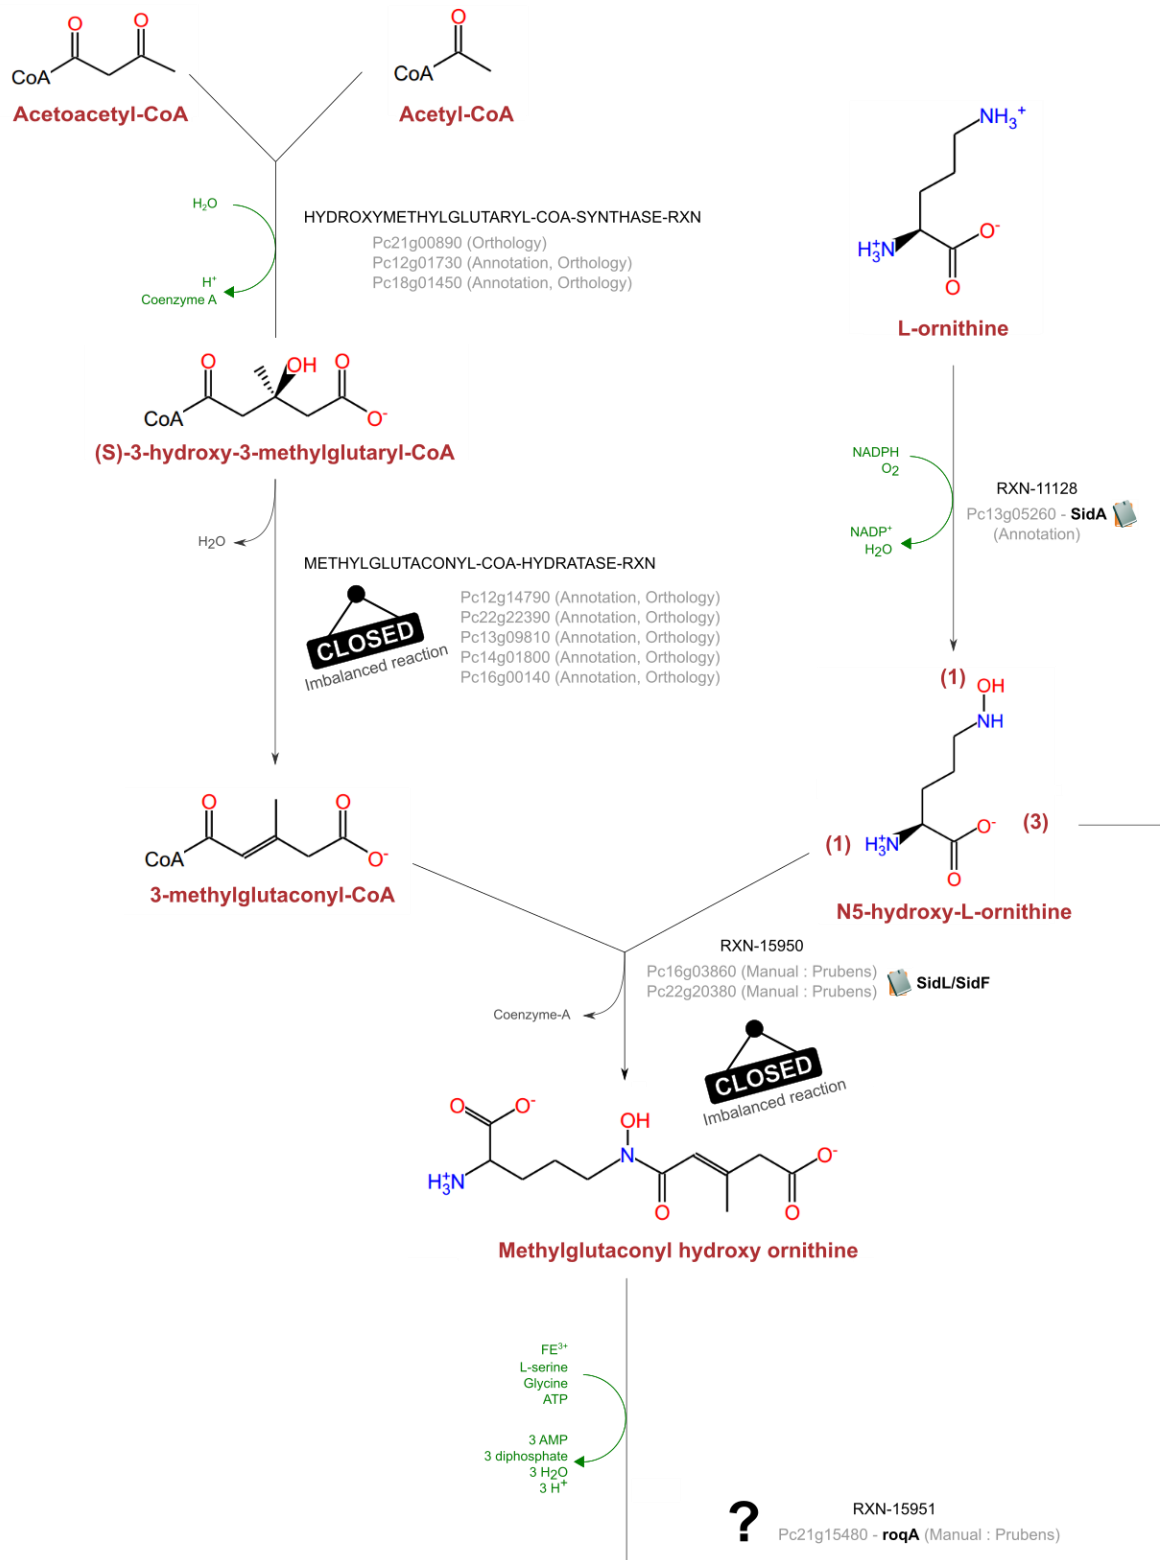 O
O
CoA
Acetoacetyl-CoA
O
CoA
Acetyl-CoA
NH3+
H3+N
O-
O
L-ornithine
H2O
H+
Coenzyme A
HYDROXYMETHYLGLUTARYL-COA-SYNTHASE-RXN
Pc21g00890 (Orthology)
Pc12g01730 (Annotation, Orthology)
Pc18g01450 (Annotation, Orthology)
O
OH
O
CoA
O-
(S)-3-hydroxy-3-methylglutaryl-CoA
NADPH
O2
NADP+
H2O
RXN-11128
Pc13g05260 - SidA
(Annotation)
H2O
METHYLGLUTACONYL-COA-HYDRATASE-RXN
CLOSED
Imbalanced reaction
Pc12g14790 (Annotation, Orthology)
Pc22g22390 (Annotation, Orthology)
Pc13g09810 (Annotation, Orthology)
Pc14g01800 (Annotation, Orthology)
Pc16g00140 (Annotation, Orthology)
(1)
OH
NH
(1)
H3+N
O-
O
(3)
N5-hydroxy-L-ornithine
O
O
CoA
O-
3-methylglutaconyl-CoA
RXN-15950
Pc16g03860 (Manual : Prubens)
Pc22g20380 (Manual : Prubens)
SidL/SidF
Coenzyme-A
CLOSED
Imbalanced reaction
O
O-
H3+N
OH
N
O
O
O-
Methylglutaconyl hydroxy ornithine
FE3+
L-serine
Glycine
ATP
3 AMP
3 diphosphate
3 H2O
3 H+
?
RXN-15951
Pc21g15480 - roqA (Manual : Prubens)